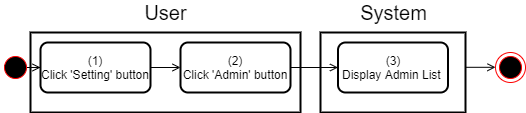 User
System
(1)
Click 'Setting' button
(2)
Click 'Admin' button
(3)
Display Admin List